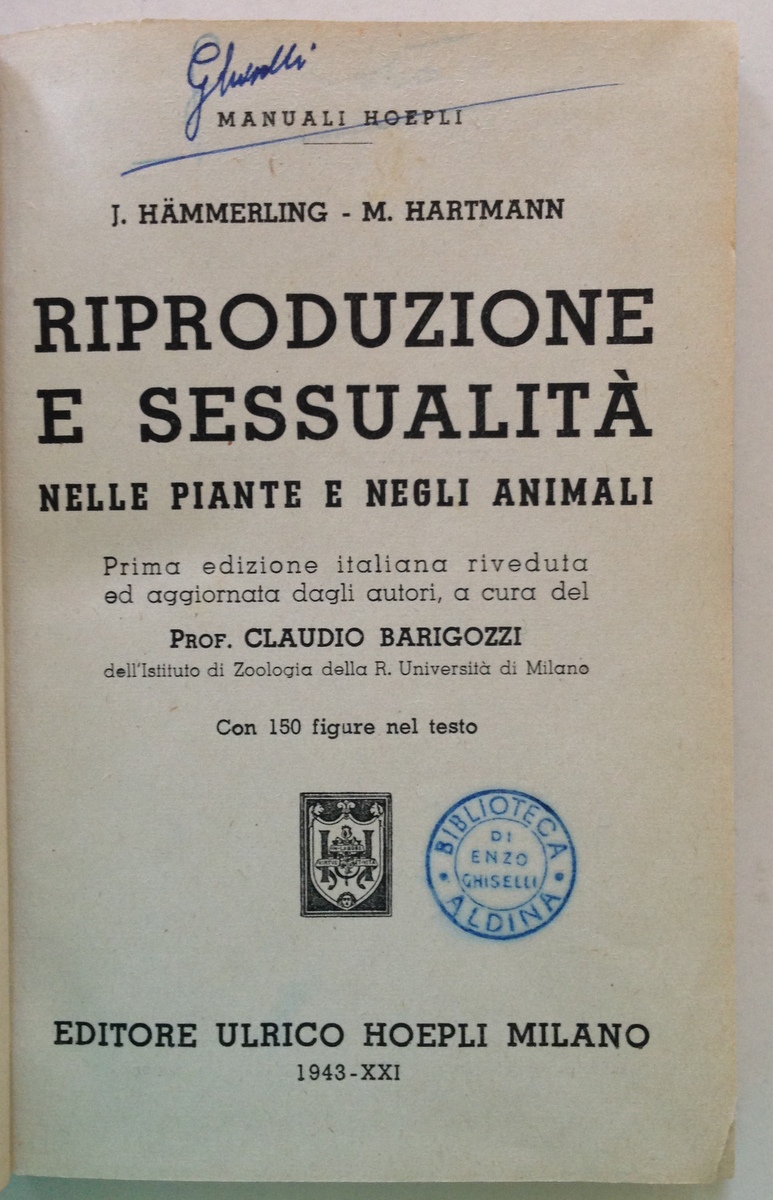 Ghiselli
MANUALI HOEPLI
J. HÄMMERLING - M. HARTMANN
RIPRODUZIONE
E SESSUALITÀ
NELLE PIANTE E NEGLI ANIMALI
Prima edizione italiana riveduta
ed aggiornata dagli autori, a cura del
PROF. CLAUDIO BARIGOZZI
dell'Istituto di Zoologia della R. Università di Milano
Con 150 figure nel testo
BIBLIOTECA
DI
ENZO
GHISELLI
ALDINA
EDITORE ULRICO HOEPLI MILANO
1943-XXI